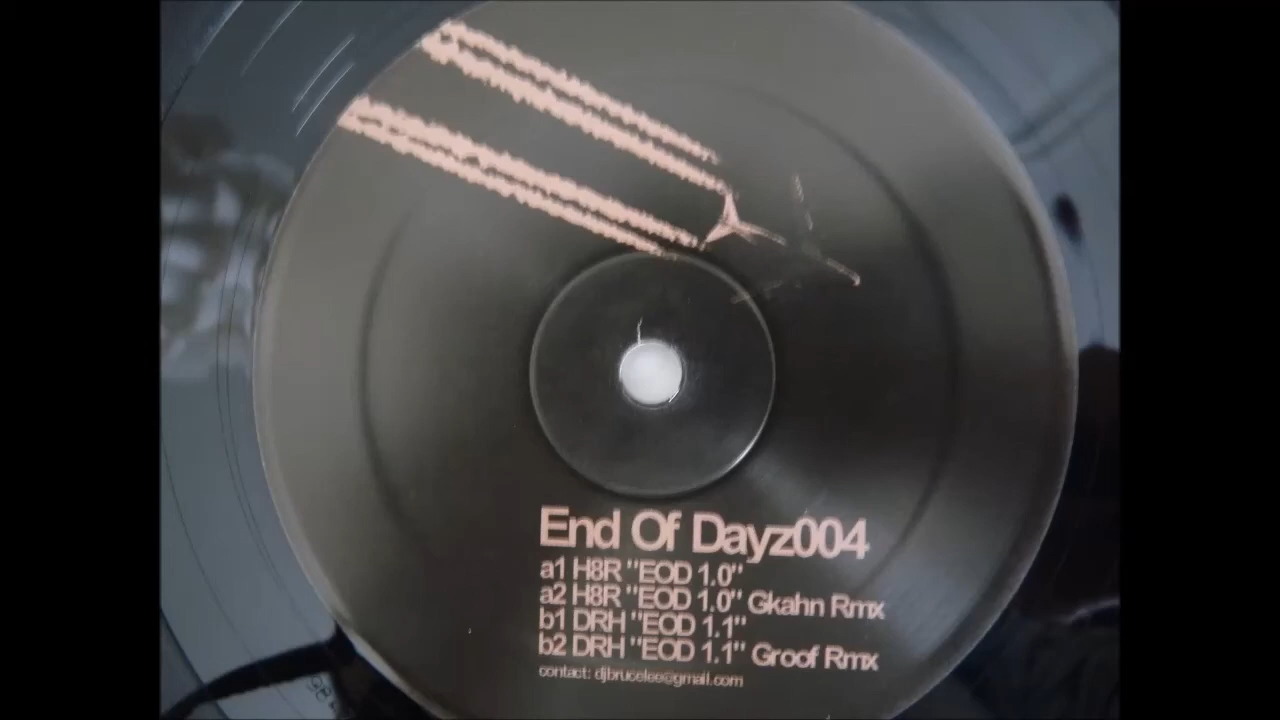 End Of Dayz004
a1 H8R "EOD 1.0"
a2 H8R "EOD 1.0" Gkahn Rmx
b1 DRH "EOD 1.1"
b2 DRH "EOD 1.1" Groof Rmx
contact: djbrucelee@gmail.com